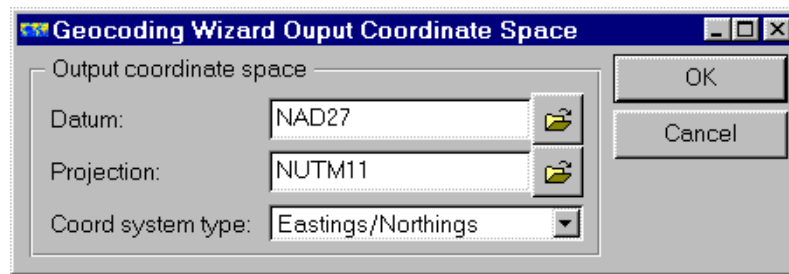 Geocoding Wizard Ouput Coordinate Space
Output coordinate space
Datum: NAD27
Projection: NUTM11
Coord system type: Eastings/Northings
OK
Cancel